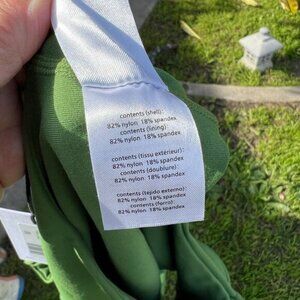 contents (shell):
82% nylon 18% spandex
contents (lining)
82% nylon 18% spandex
contents (tissu extérieur):
82% nylon 18% spandex
contents (doublure):
82% nylon 18% spandex
contents (tejido externo):
82% nylon 18% spandex
contents (forro)
82% nylon 18% spandex